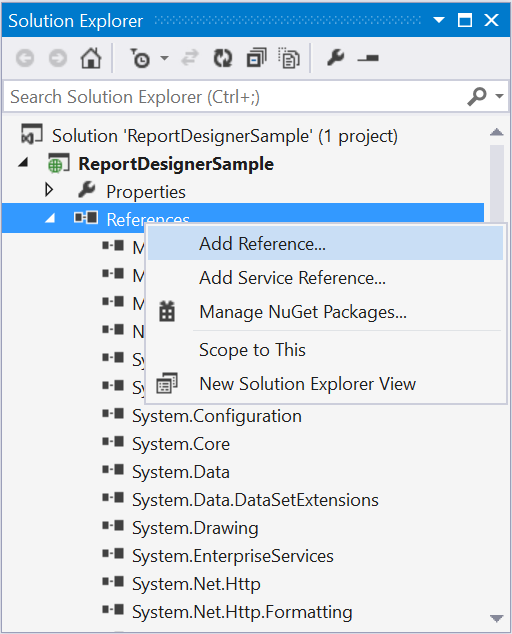 Solution Explorer
Search Solution Explorer (Ctrl+;)
Solution 'ReportDesignerSample' (1 project)
ReportDesignerSample
Properties
References
Add Reference...
Add Service Reference...
Manage NuGet Packages...
Scope to This
New Solution Explorer View
System.Configuration
System.Core
System.Data
System.Data.DataSetExtensions
System.Drawing
System.EnterpriseServices
System.Net.Http
System.Net.Http.Formatting